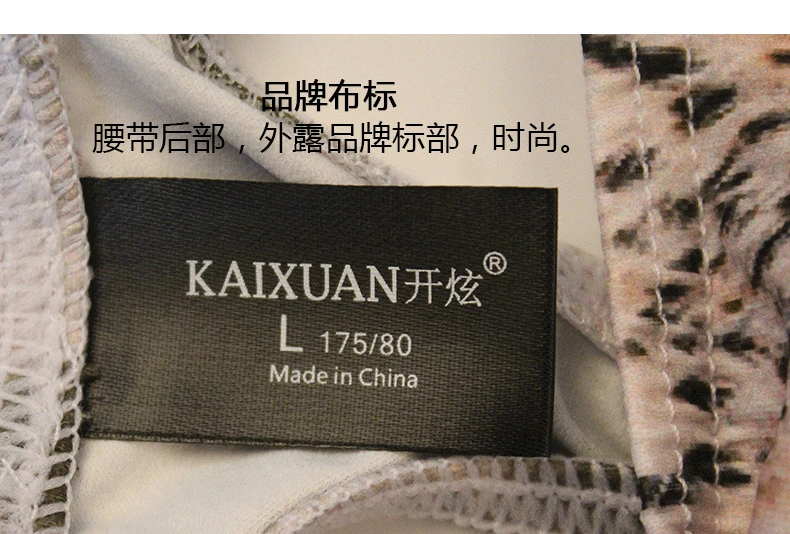 品牌布标
腰带后部，外露品牌标部，时尚。
KAIXUAN开炫®
L 175/80
Made in China